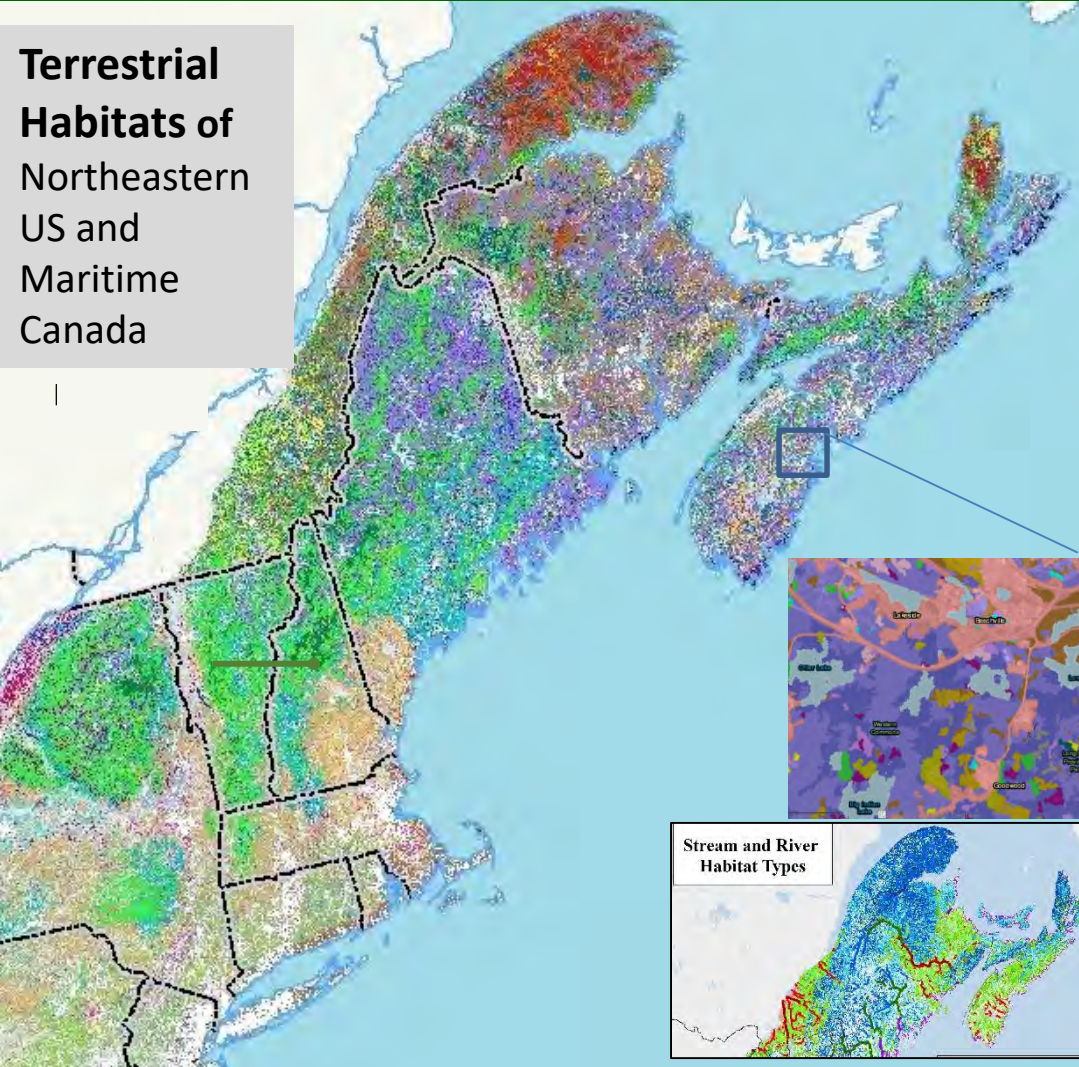 Terrestrial
Habitats of
Northeastern
US and
Maritime
Canada
Lakeside
Beechville
Otter Lake
Western
Commons
Goodwood
Big Indian
Lake
Stream and River
Habitat Types